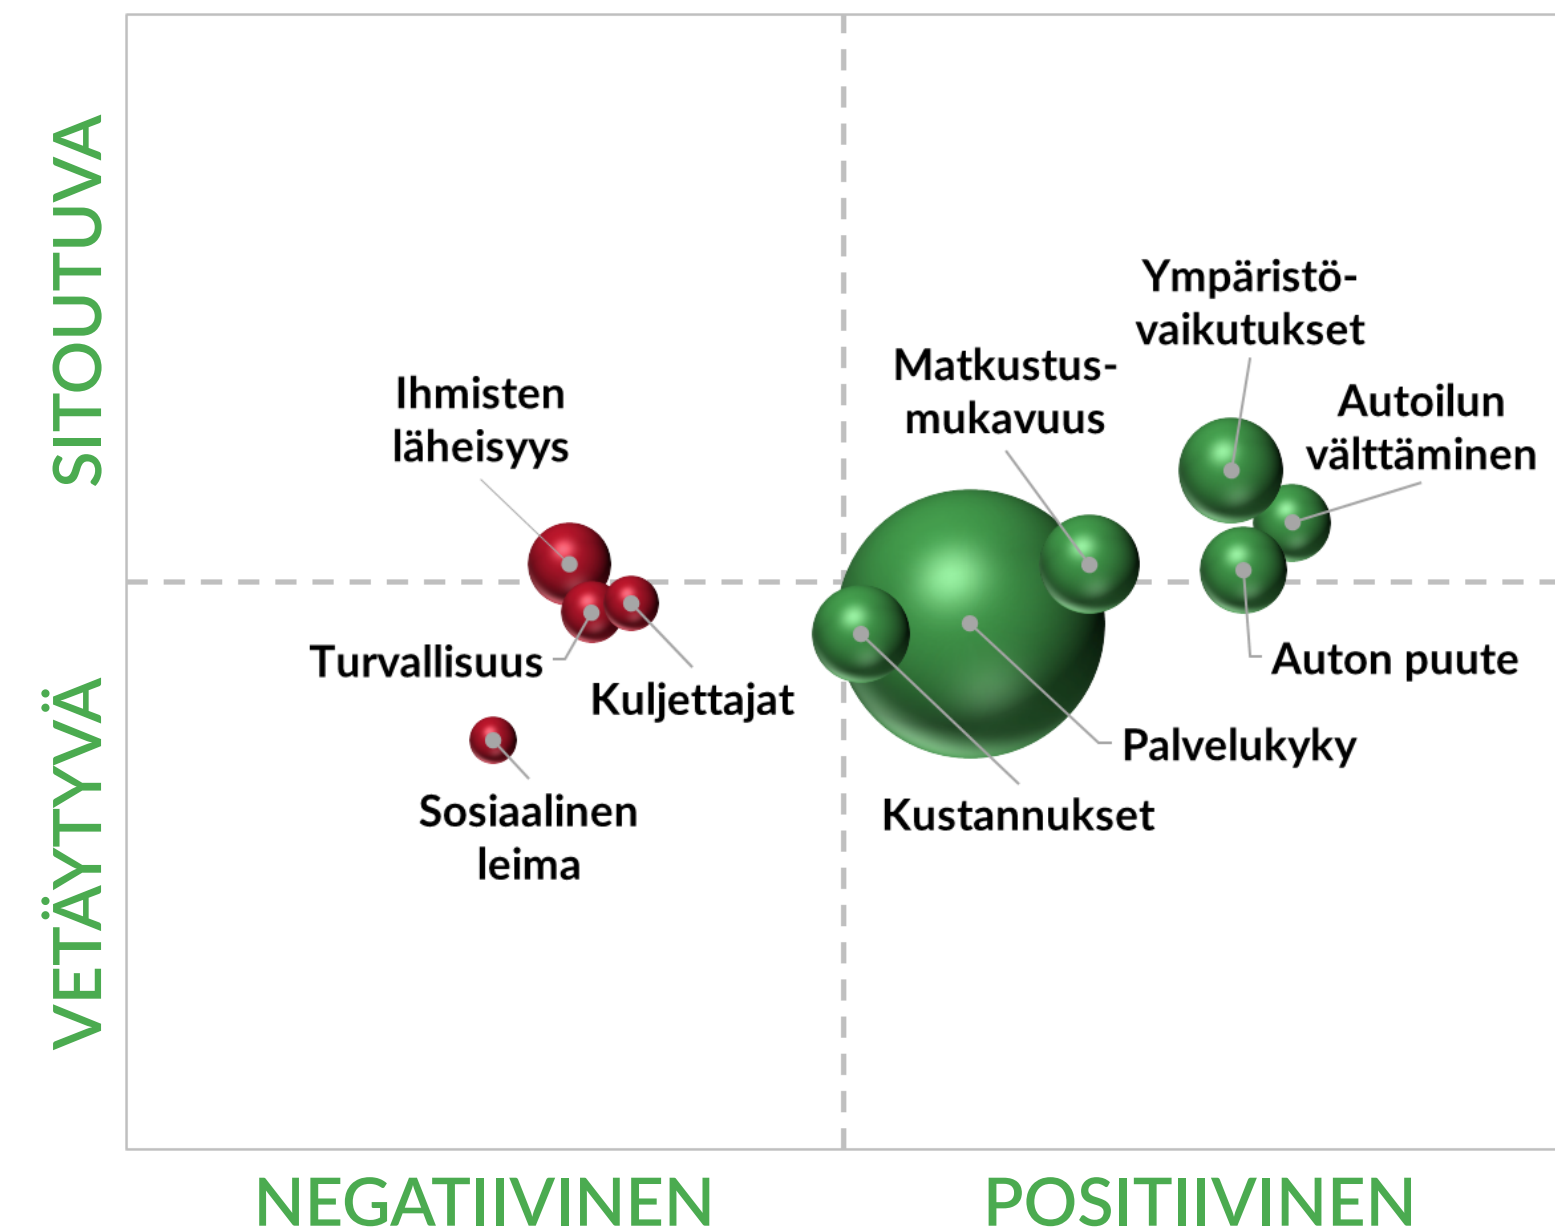 SITOUTUVA
VETÄYTYVÄ
Ihmisten
läheisyys
Turvallisuus
Kuljettajat
Sosiaalinen
leima
Ympäristö-
vaikutukset
Matkustus-
mukavuus
Autoilun
välttäminen
Auton puute
Palvelukyky
Kustannukset
NEGATIIVINEN
POSITIIVINEN